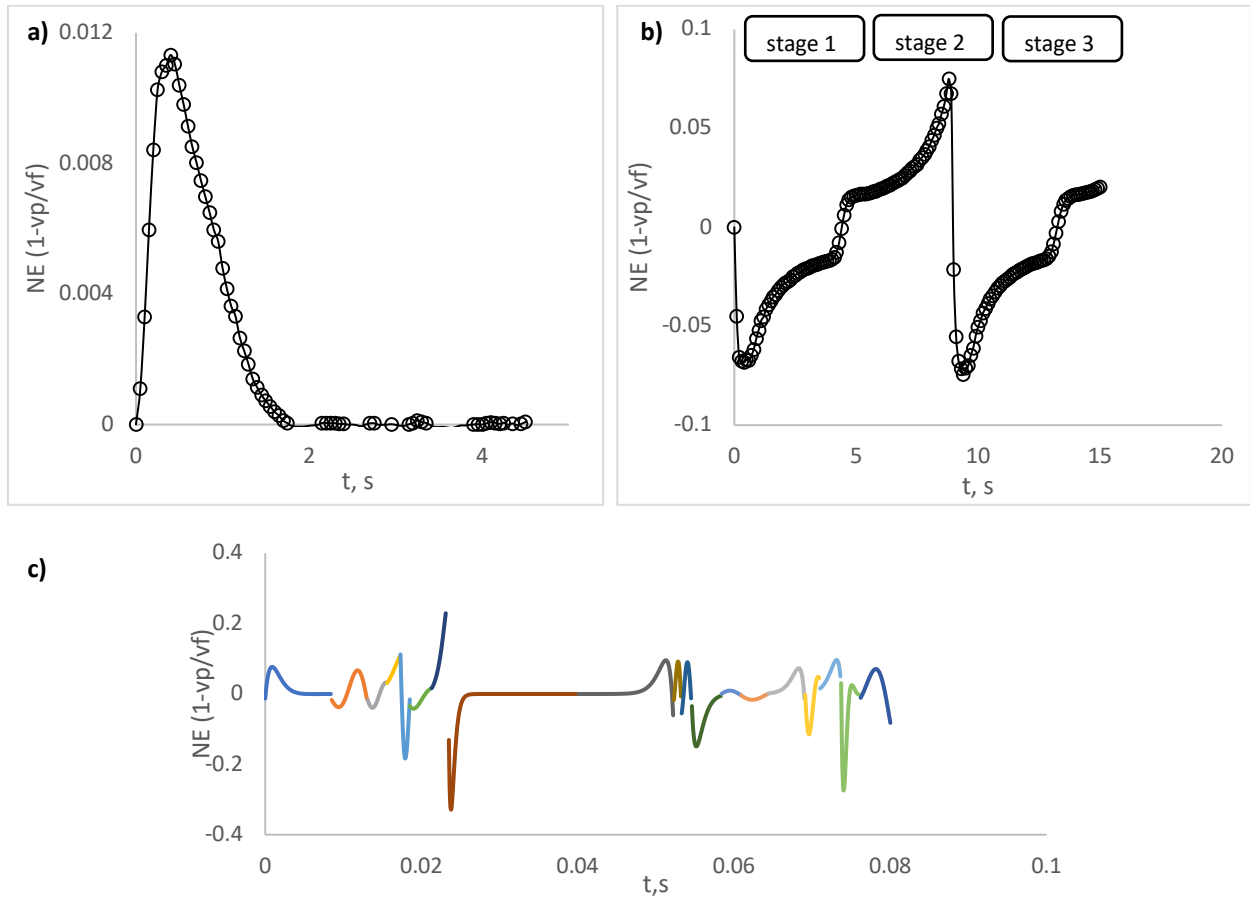 a)
0.012
0.008
0.004
0
NE (1-vp/vf)
0 2 4
t, s
b)
stage 1 stage 2 stage 3
0.1
0.05
0
-0.05
-0.1
NE (1-vp/vf)
0 5 10 15 20
t, s
c)
0.4
0.2
0
-0.2
-0.4
NE (1-vp/vf)
0 0.02 0.04 0.06 0.08 0.1
t,s